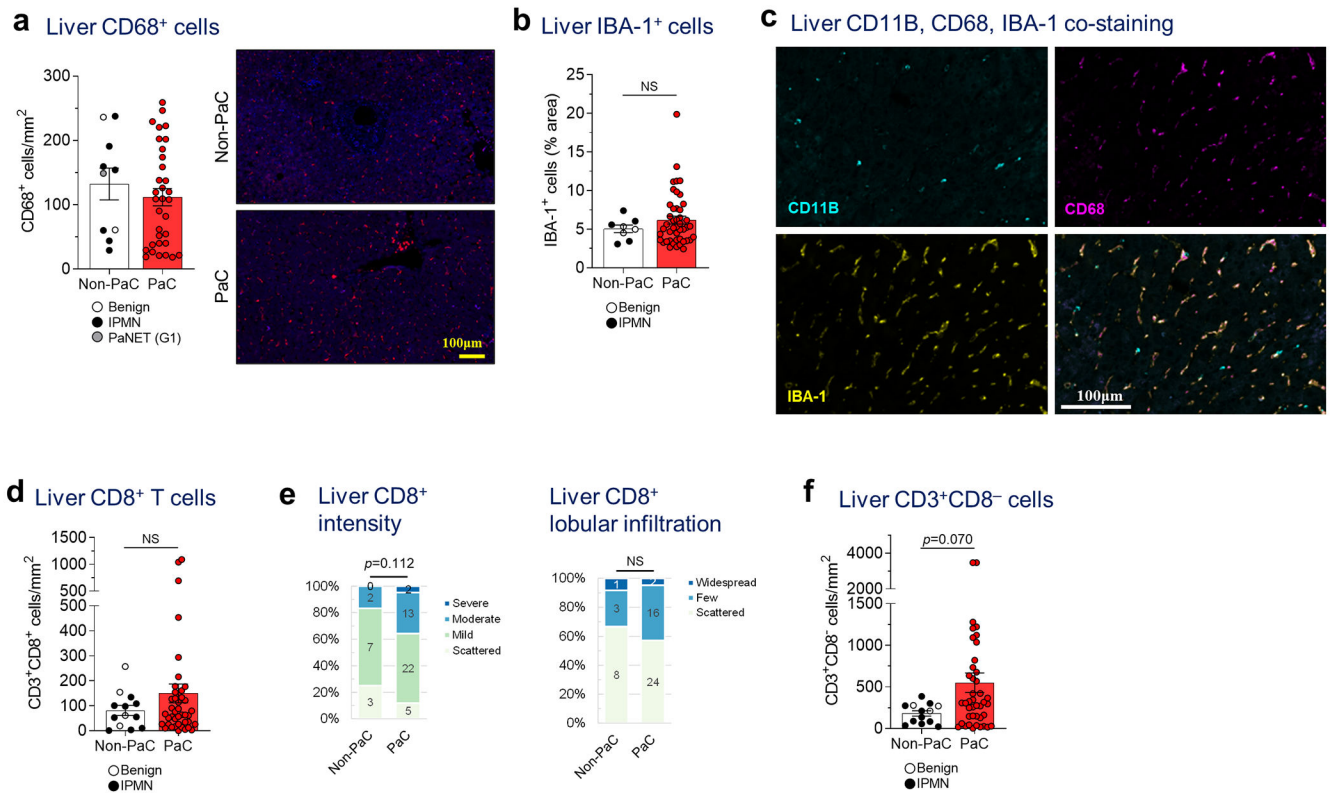 a Liver CD68⁺ cells
CD68⁺ cells/mm²
300
200
100
0
Non-PaC PaC
Benign
IPMN
PaNET (G1)
Non-PaC
PaC
100µm
b Liver IBA-1⁺ cells
IBA-1⁺ cells (% area)
25
20
15
10
5
0
NS
Non-PaC PaC
Benign
IPMN
c Liver CD11B, CD68, IBA-1 co-staining
CD11B
CD68
IBA-1
100µm
d Liver CD8⁺ T cells
CD3⁺CD8⁺ cells/mm²
1500
1000
500
500
400
300
200
100
0
NS
Non-PaC PaC
Benign
IPMN
e Liver CD8⁺
intensity
p=0.112
100%
80%
60%
40%
20%
0%
0
2
7
3
2
13
22
5
Non-PaC
PaC
Severe
Moderate
Mild
Scattered
Liver CD8⁺
lobular infiltration
NS
100%
80%
60%
40%
20%
0%
1
3
8
2
16
24
Non-PaC
PaC
Widespread
Few
Scattered
f Liver CD3⁺CD8⁻ cells
CD3⁺CD8⁻ cells/mm²
p=0.070
4000
2000
1500
1000
500
0
Non-PaC PaC
Benign
IPMN